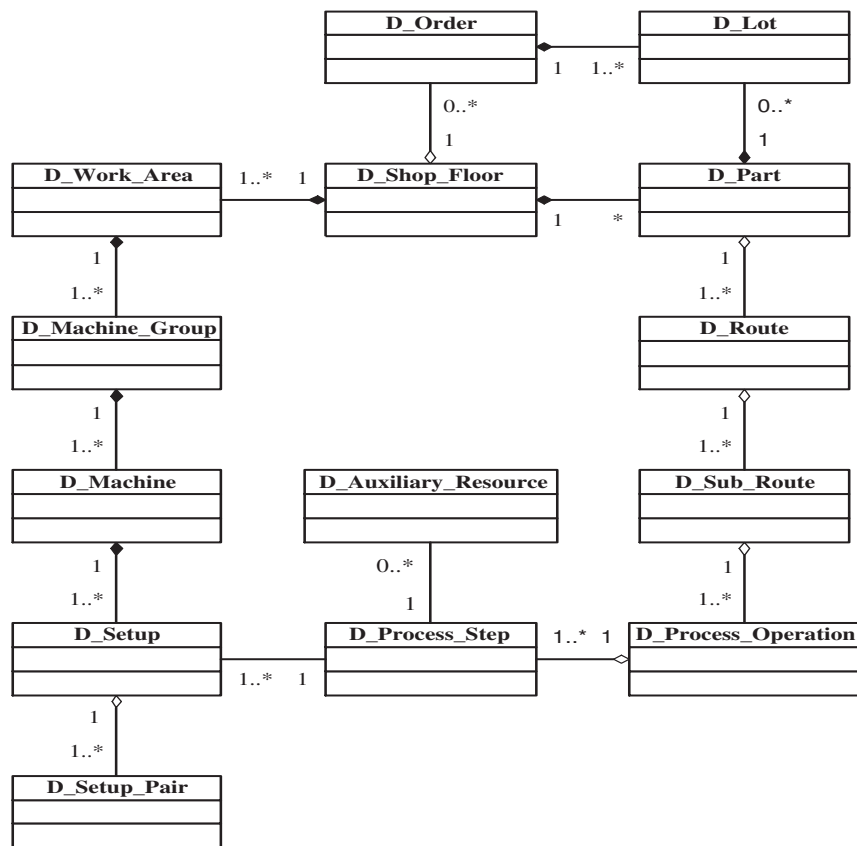 D_Order
D_Lot
1
1..*
0..*
1
0..*
1
D_Work_Area
1..*
1
D_Shop_Floor
1
*
D_Part
1
1..*
1
1..*
D_Machine_Group
D_Route
1
1..*
1
1..*
D_Machine
D_Auxiliary_Resource
D_Sub_Route
1
1..*
0..*
1
1
1..*
D_Setup
1..*
1
D_Process_Step
1..*
1
D_Process_Operation
1
1..*
D_Setup_Pair